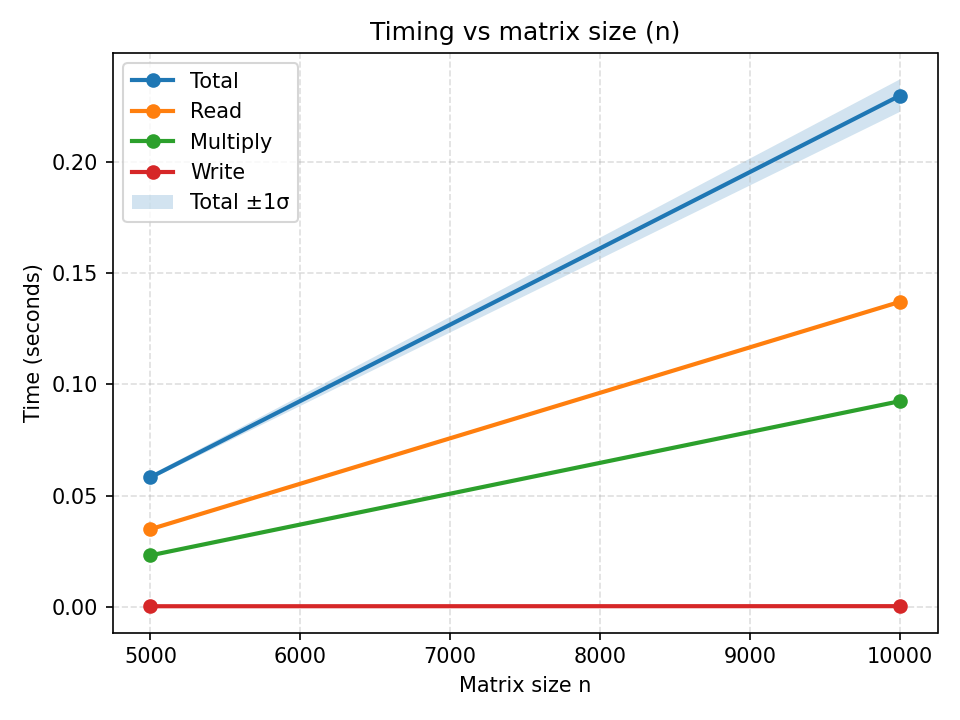 Timing vs matrix size (n)
Total
Read
Multiply
Write
Total ±1σ
Time (seconds)
0.20
0.15
0.10
0.05
0.00
5000 6000 7000 8000 9000 10000
Matrix size n